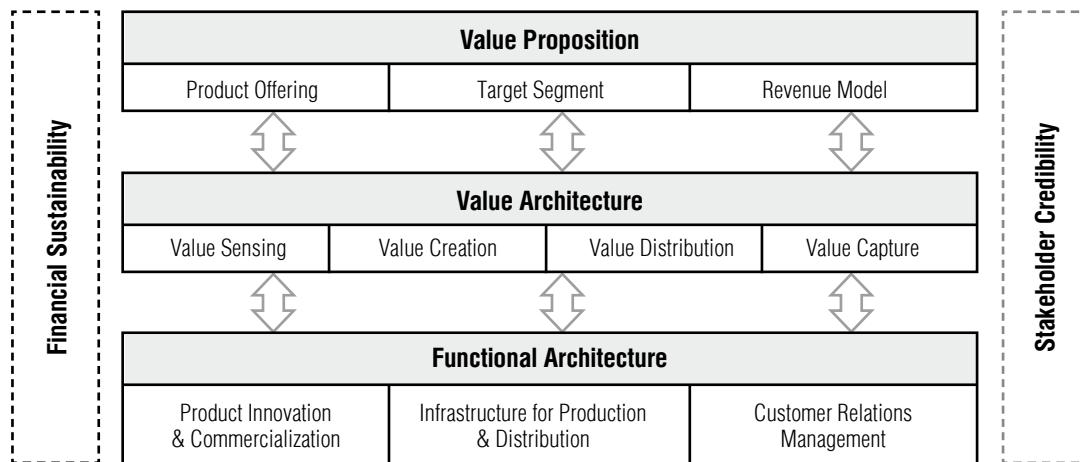 Financial Sustainability
Value Proposition
Product Offering
Target Segment
Revenue Model
Value Architecture
Value Sensing
Value Creation
Value Distribution
Value Capture
Functional Architecture
Product Innovation
& Commercialization
Infrastructure for Production
& Distribution
Customer Relations
Management
Stakeholder Credibility